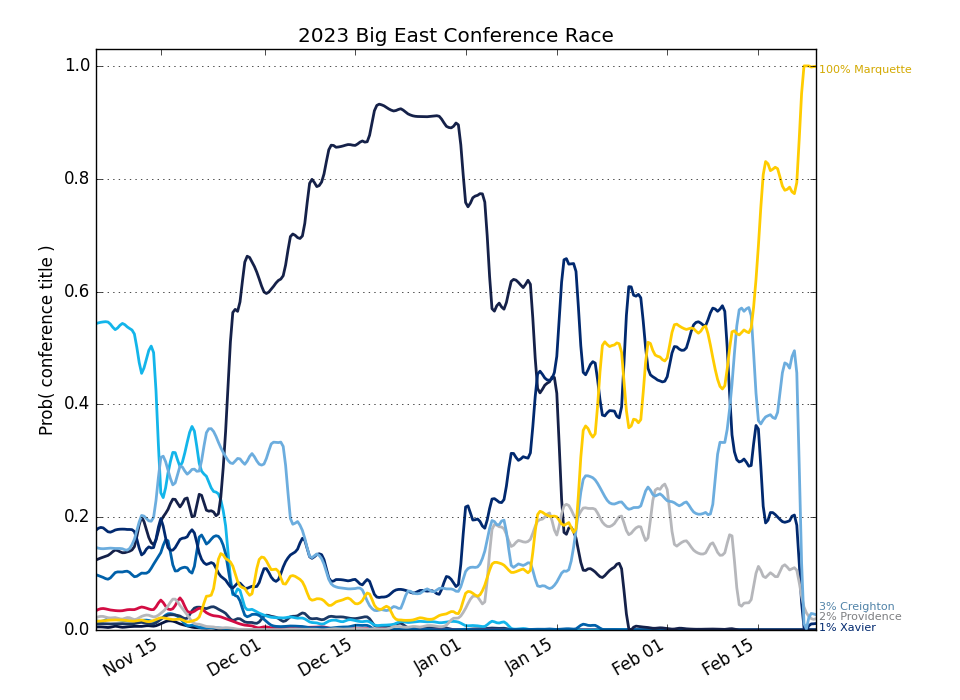 2023 Big East Conference Race
Prob( conference title )
1.0
0.8
0.6
0.4
0.2
0.0
Nov 15
Dec 01
Dec 15
Jan 01
Jan 15
Feb 01
Feb 15
100% Marquette
3% Creighton
2% Providence
1% Xavier